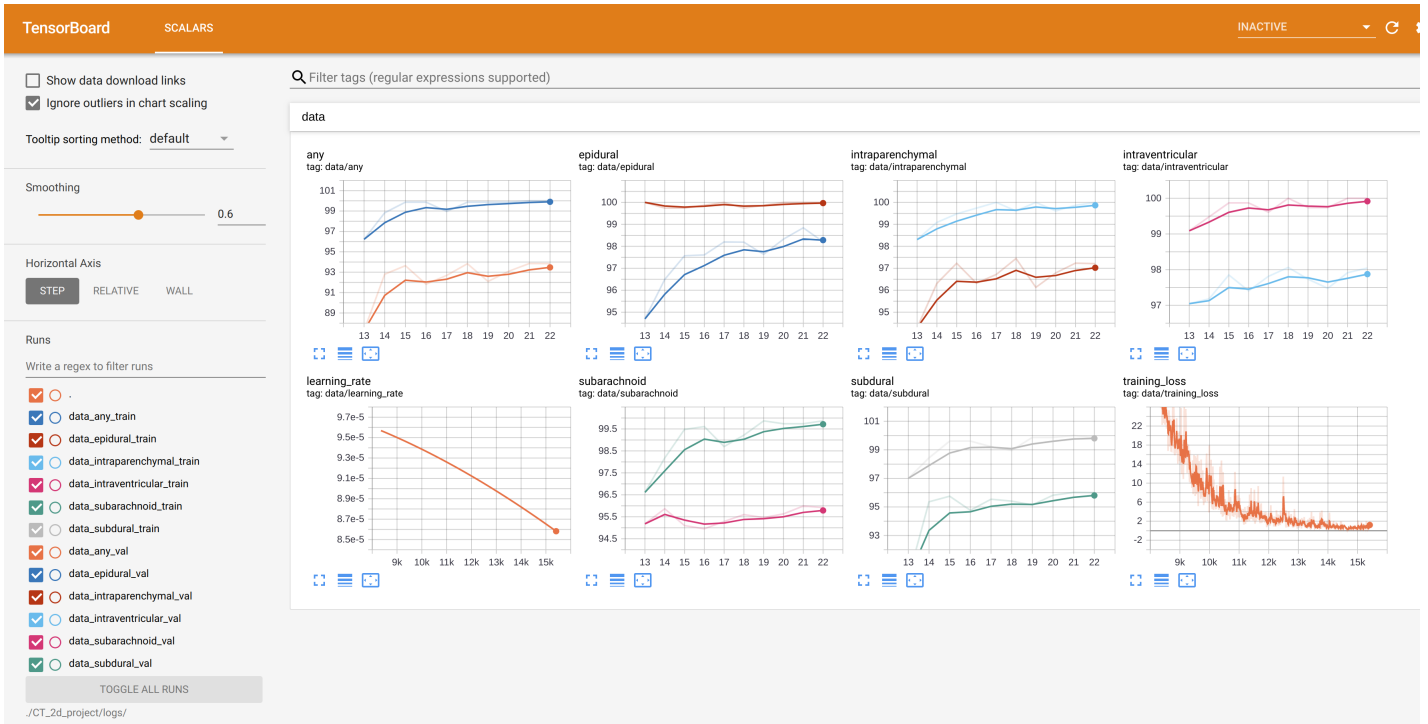 TensorBoard
SCALARS
INACTIVE
Show data download links
Ignore outliers in chart scaling
Tooltip sorting method: default
Smoothing
0.6
Horizontal Axis
STEP RELATIVE WALL
Runs
Write a regex to filter runs
.
data_any_train
data_epidural_train
data_intraparenchymal_train
data_intraventricular_train
data_subarachnoid_train
data_subdural_train
data_any_val
data_epidural_val
data_intraparenchymal_val
data_intraventricular_val
data_subarachnoid_val
data_subdural_val
TOGGLE ALL RUNS
./CT_2d_project/logs/
Filter tags (regular expressions supported)
data
any
tag: data/any
101
99
97
95
93
91
89
13 14 15 16 17 18 19 20 21 22
epidural
tag: data/epidural
100
99
98
97
96
95
13 14 15 16 17 18 19 20 21 22
intraparenchymal
tag: data/intraparenchymal
100
99
98
97
96
95
13 14 15 16 17 18 19 20 21 22
intraventricular
tag: data/intraventricular
100
99
98
97
13 14 15 16 17 18 19 20 21 22
learning_rate
tag: data/learning_rate
9.7e-5
9.5e-5
9.3e-5
9.1e-5
8.9e-5
8.7e-5
8.5e-5
9k 10k 11k 12k 13k 14k 15k
subarachnoid
tag: data/subarachnoid
99.5
98.5
97.5
96.5
95.5
94.5
13 14 15 16 17 18 19 20 21 22
subdural
tag: data/subdural
101
99
97
95
93
13 14 15 16 17 18 19 20 21 22
training_loss
tag: data/training_loss
22
18
14
10
6
2
-2
9k 10k 11k 12k 13k 14k 15k